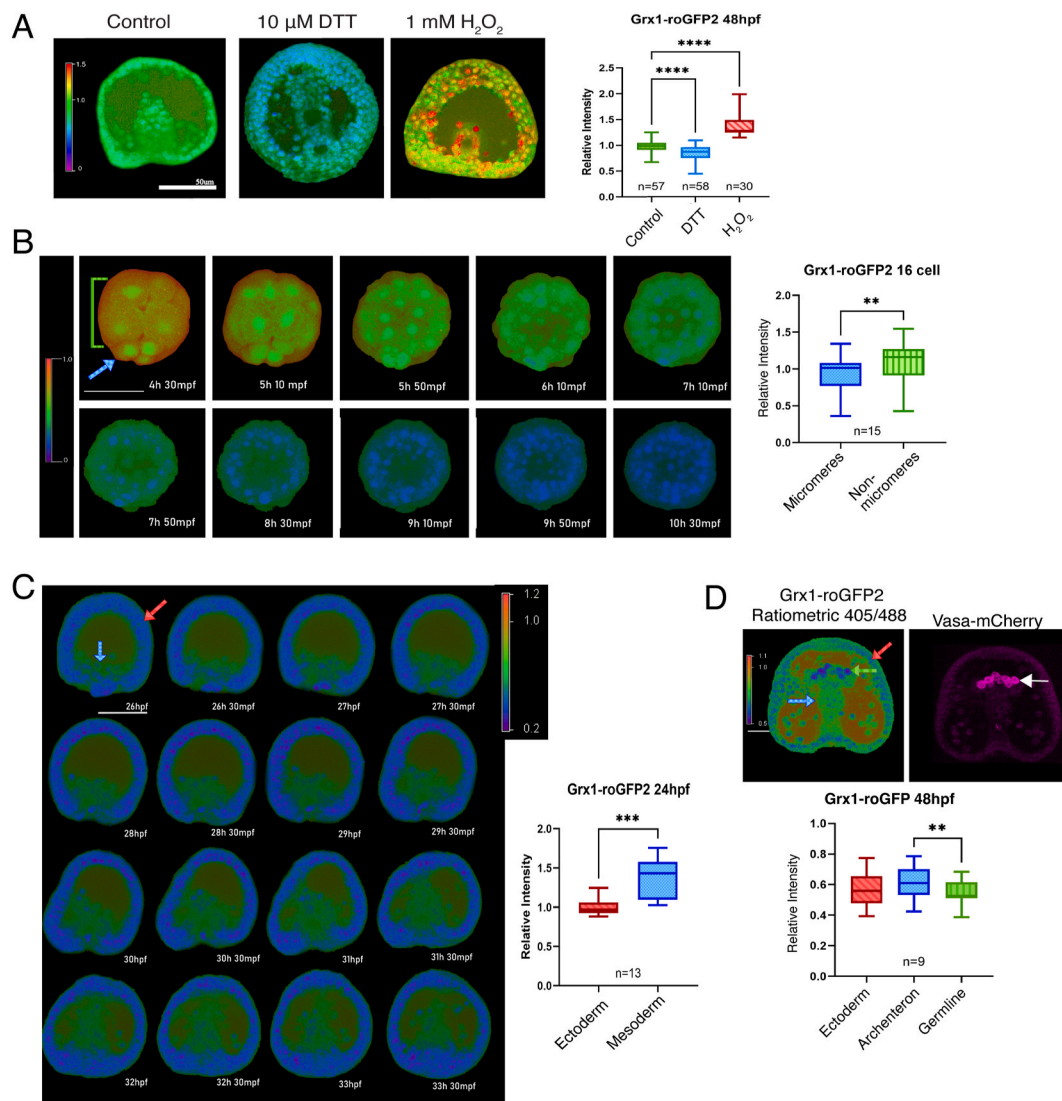 A
Control
10 µM DTT
1 mM H₂O₂
1.5
1.0
0
50um
Grx1-roGFP2 48hpf
****
****
Relative Intensity
2.5
2.0
1.5
1.0
0.5
0.0
n=57
n=58
n=30
Control
DTT
H₂O₂
B
1.0
0
4h 30mpf
5h 10 mpf
5h 50mpf
6h 10mpf
7h 10mpf
7h 50mpf
8h 30mpf
9h 10mpf
9h 50mpf
10h 30mpf
Grx1-roGFP2 16 cell
**
Relative Intensity
2.0
1.5
1.0
0.5
0.0
n=15
Micromeres
Non-
micromeres
C
26hpf
26h 30mpf
27hpf
27h 30mpf
28hpf
28h 30mpf
29hpf
29h 30mpf
30hpf
30h 30mpf
31hpf
31h 30mpf
32hpf
32h 30mpf
33hpf
33h 30mpf
1.2
1.0
0.2
Grx1-roGFP2 24hpf
***
Relative Intensity
2.0
1.5
1.0
0.5
0.0
n=13
Ectoderm
Mesoderm
D
Grx1-roGFP2
Ratiometric 405/488
Vasa-mCherry
1.1
1.0
0.5
Grx1-roGFP 48hpf
**
Relative Intensity
1.0
0.8
0.6
0.4
0.2
0.0
n=9
Ectoderm
Archenteron
Germline